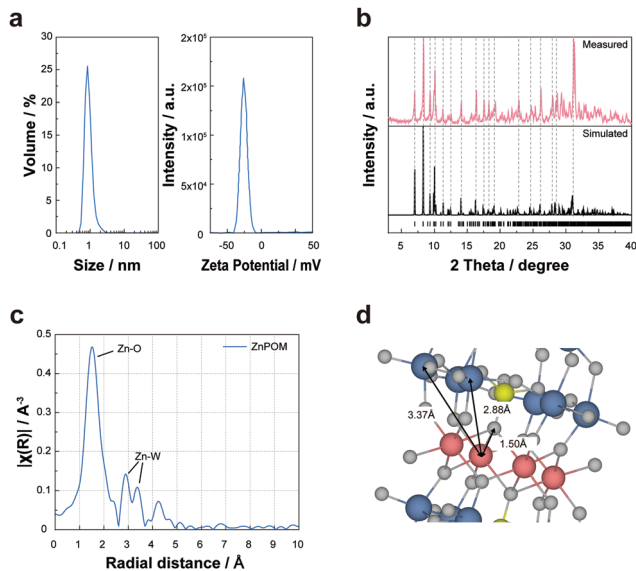 a
Volume / %
30
25
20
15
10
5
0
0.1
1
10
100
Size / nm
Intensity / a.u.
2x10⁵
2x10⁵
1x10⁵
5x10⁴
0
-50
0
50
Zeta Potential / mV
b
Intensity / a.u.
Measured
Simulated
5
10
15
20
25
30
35
40
2 Theta / degree
c
|χ(R)| / A⁻³
0.5
0.4
0.3
0.2
0.1
0
Zn-O
Zn-W
ZnPOM
0
1
2
3
4
5
6
7
8
9
10
Radial distance / Å
d
3.37Å
2.88Å
1.50Å